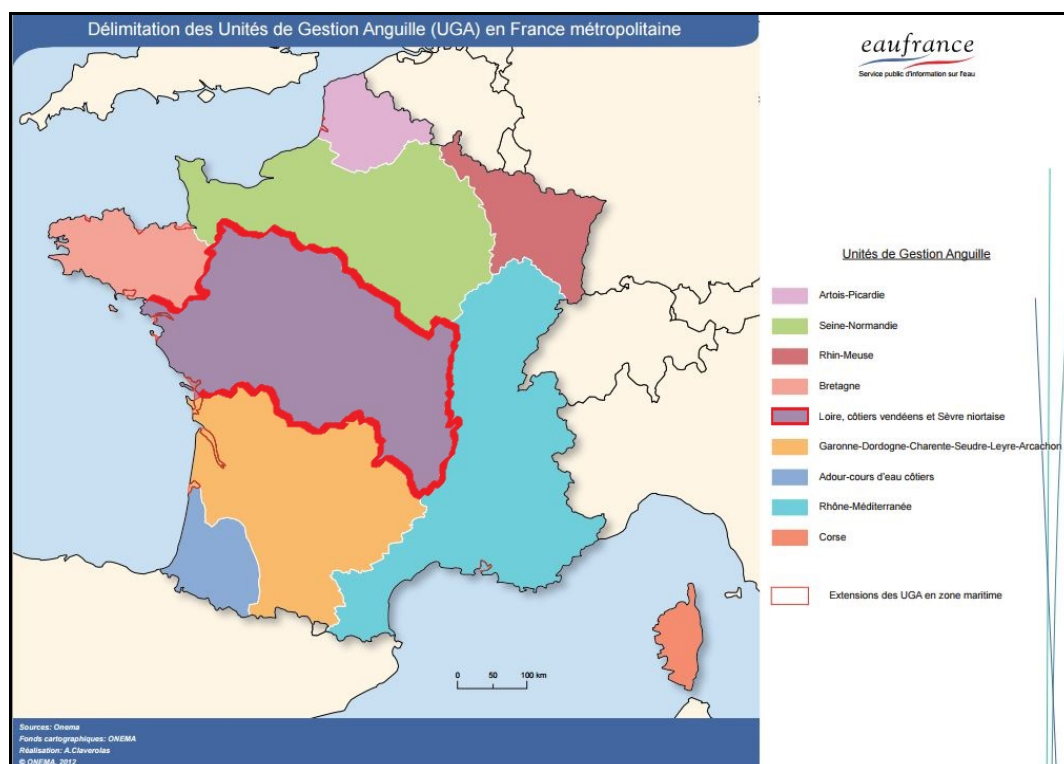 Délimitation des Unités de Gestion Anguille (UGA) en France métropolitaine
eaufrance
Service public d'information sur l'eau
Unités de Gestion Anguille
Artois-Picardie
Seine-Normandie
Rhin-Meuse
Bretagne
Loire, côtiers vendéens et Sèvre niortaise
Garonne-Dordogne-Charente-Seudre-Leyre-Arcachon
Adour-cours d'eau côtiers
Rhône-Méditerranée
Corse
Extensions des UGA en zone maritime
0 50 100 km
Sources: Onema
Fonds cartographiques: ONEMA
Réalisation: A.Claverolas
© ONEMA, 2012